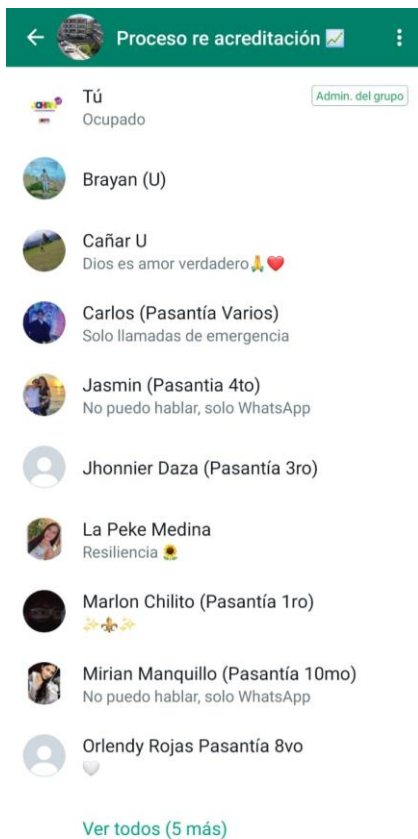 Proceso re acreditación 📈
Tú
Admin. del grupo
Ocupado
Brayan (U)
Cañar U
Dios es amor verdadero🙏❤️
Carlos (Pasantía Varios)
Solo llamadas de emergencia
Jasmin (Pasantia 4to)
No puedo hablar, solo WhatsApp
Jhonnier Daza (Pasantía 3ro)
La Peke Medina
Resiliencia 🌻
Marlon Chilito (Pasantía 1ro)
✨⚜️✨
Mirian Manquillo (Pasantía 10mo)
No puedo hablar, solo WhatsApp
Orlendy Rojas Pasantía 8vo
🤍
Ver todos (5 más)